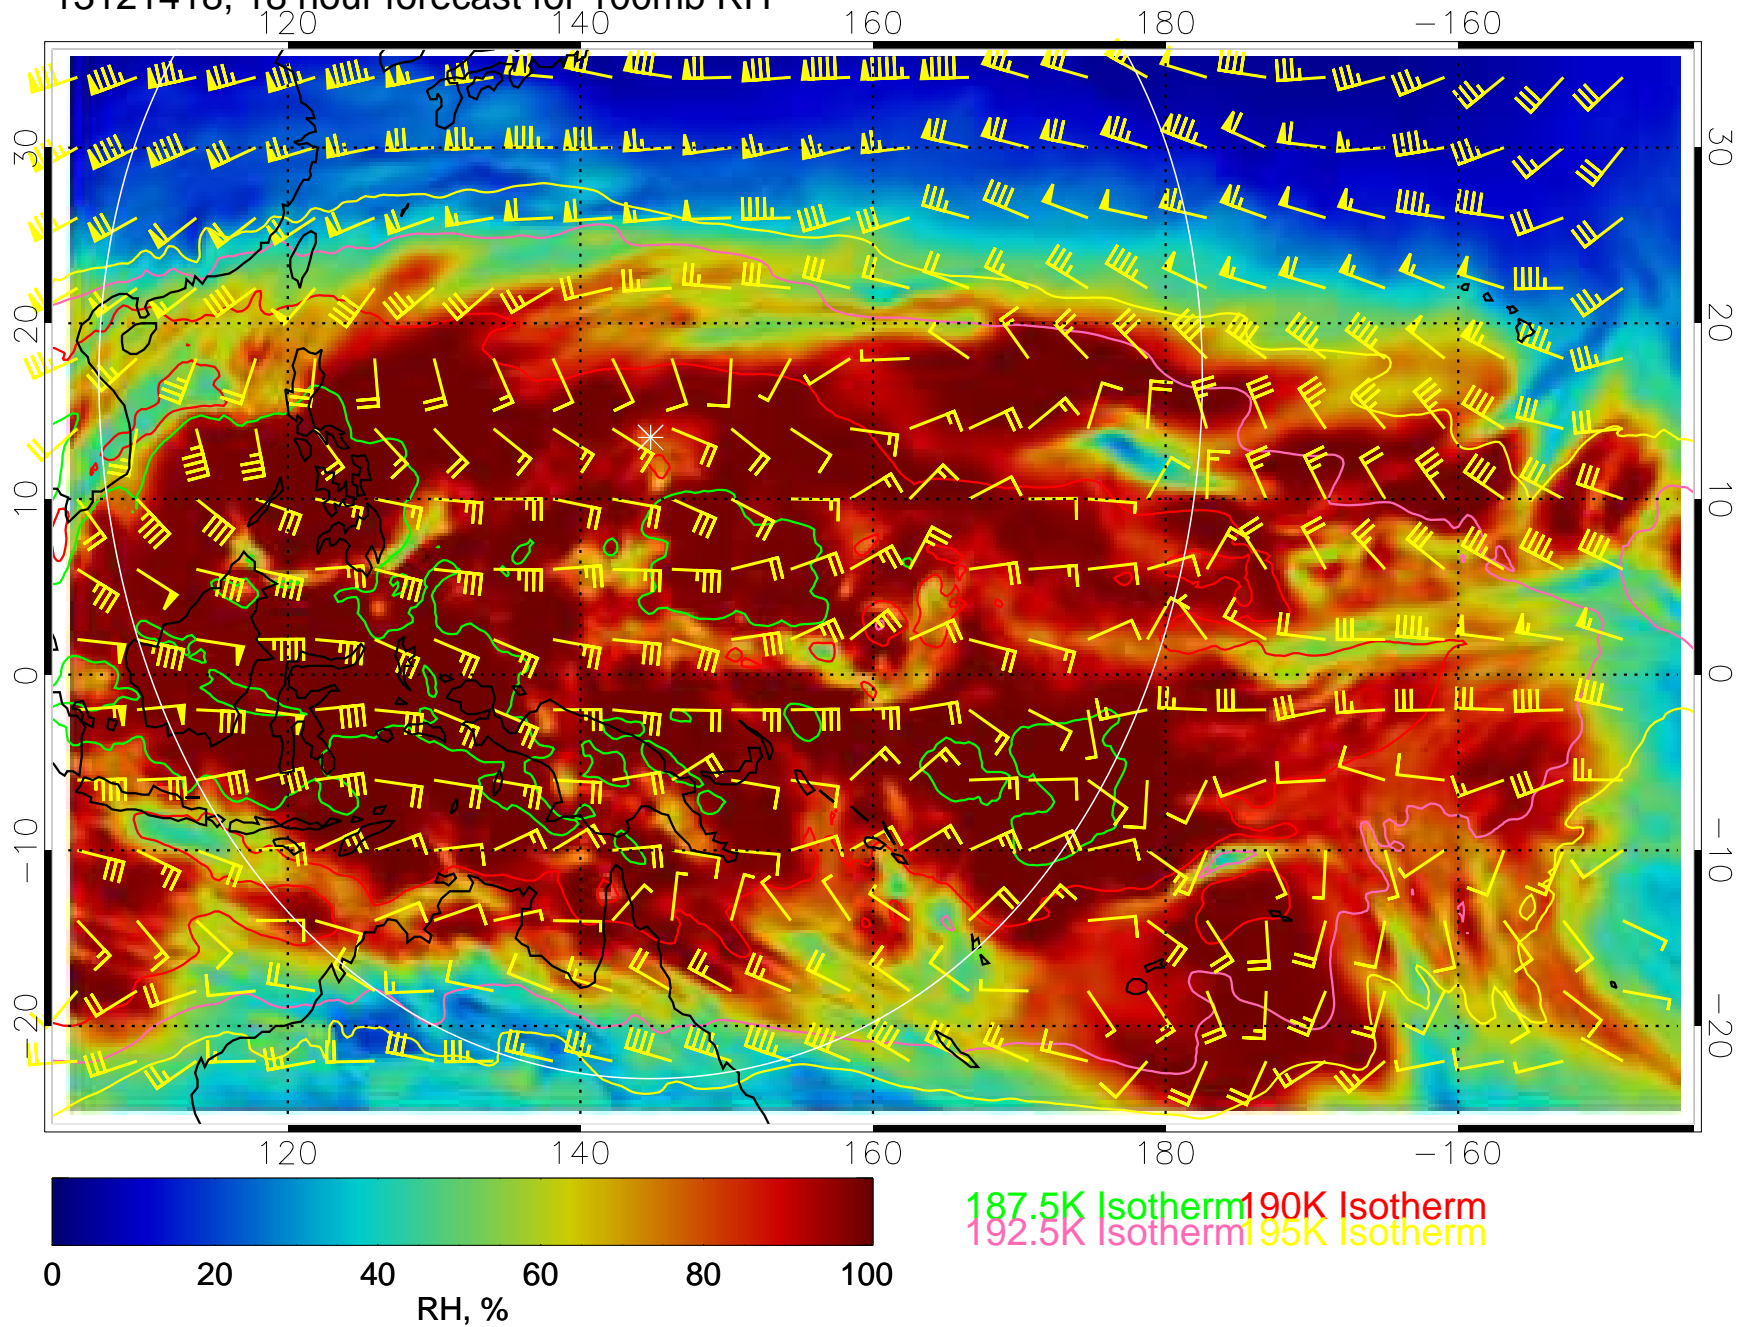 13121418, 18 hour forecast for 100mb RH
120 140 160 180 −160
30 30
20 20
10 10
0 0
−10 −10
−20 −20
120 140 160 180 −160
187.5K Isotherm 190K Isotherm
192.5K Isotherm 195K Isotherm
0 20 40 60 80 100
RH, %